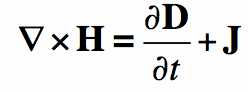 ∇ × H = ∂D/∂t + J